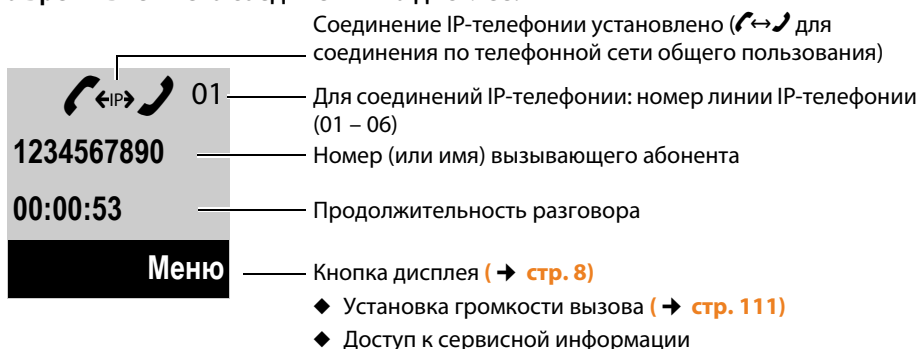 Соединение IP-телефонии установлено (↔ для
соединения по телефонной сети общего пользования)
IP 01
Для соединений IP-телефонии: номер линии IP-телефонии
(01 – 06)
1234567890
Номер (или имя) вызывающего абонента
00:00:53
Продолжительность разговора
Меню
Кнопка дисплея ( ➔ стр. 8)
◆ Установка громкости вызова ( ➔ стр. 111)
◆ Доступ к сервисной информации